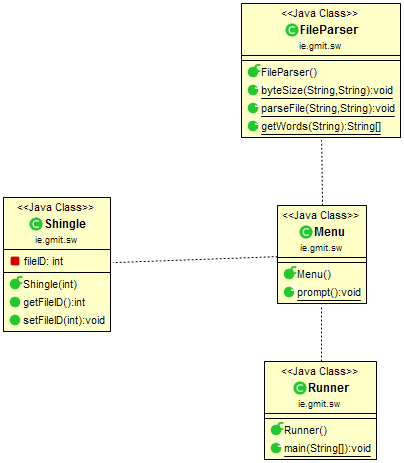 <<Java Class>>
FileParser
ie.gmit.sw
FileParser()
byteSize(String,String):void
parseFile(String,String):void
getWords(String):String[]
<<Java Class>>
Shingle
ie.gmit.sw
fileID: int
Shingle(int)
getFileID():int
setFileID(int):void
<<Java Class>>
Menu
ie.gmit.sw
Menu()
prompt():void
<<Java Class>>
Runner
ie.gmit.sw
Runner()
main(String[]):void